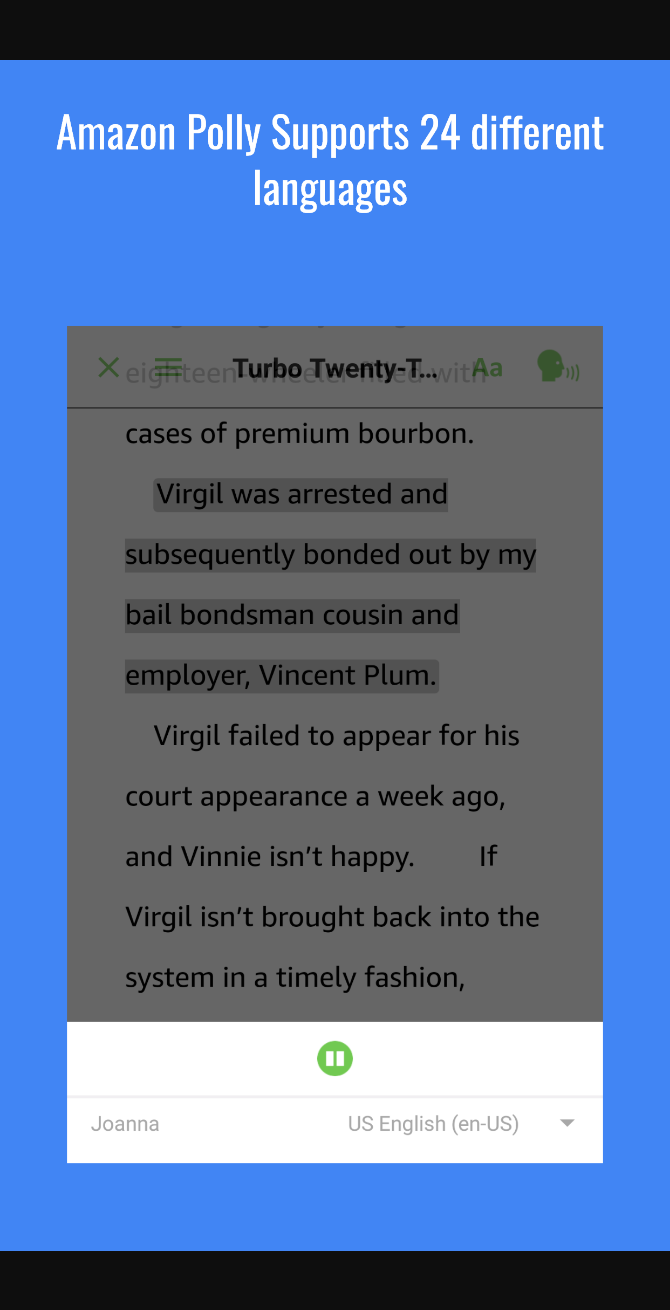 Amazon Polly Supports 24 different
languages
Turbo Twenty-T... Aa
eighteen-wheeler filled with
cases of premium bourbon.
Virgil was arrested and
subsequently bonded out by my
bail bondsman cousin and
employer, Vincent Plum.
Virgil failed to appear for his
court appearance a week ago,
and Vinnie isn’t happy. If
Virgil isn’t brought back into the
system in a timely fashion,
Joanna US English (en-US)